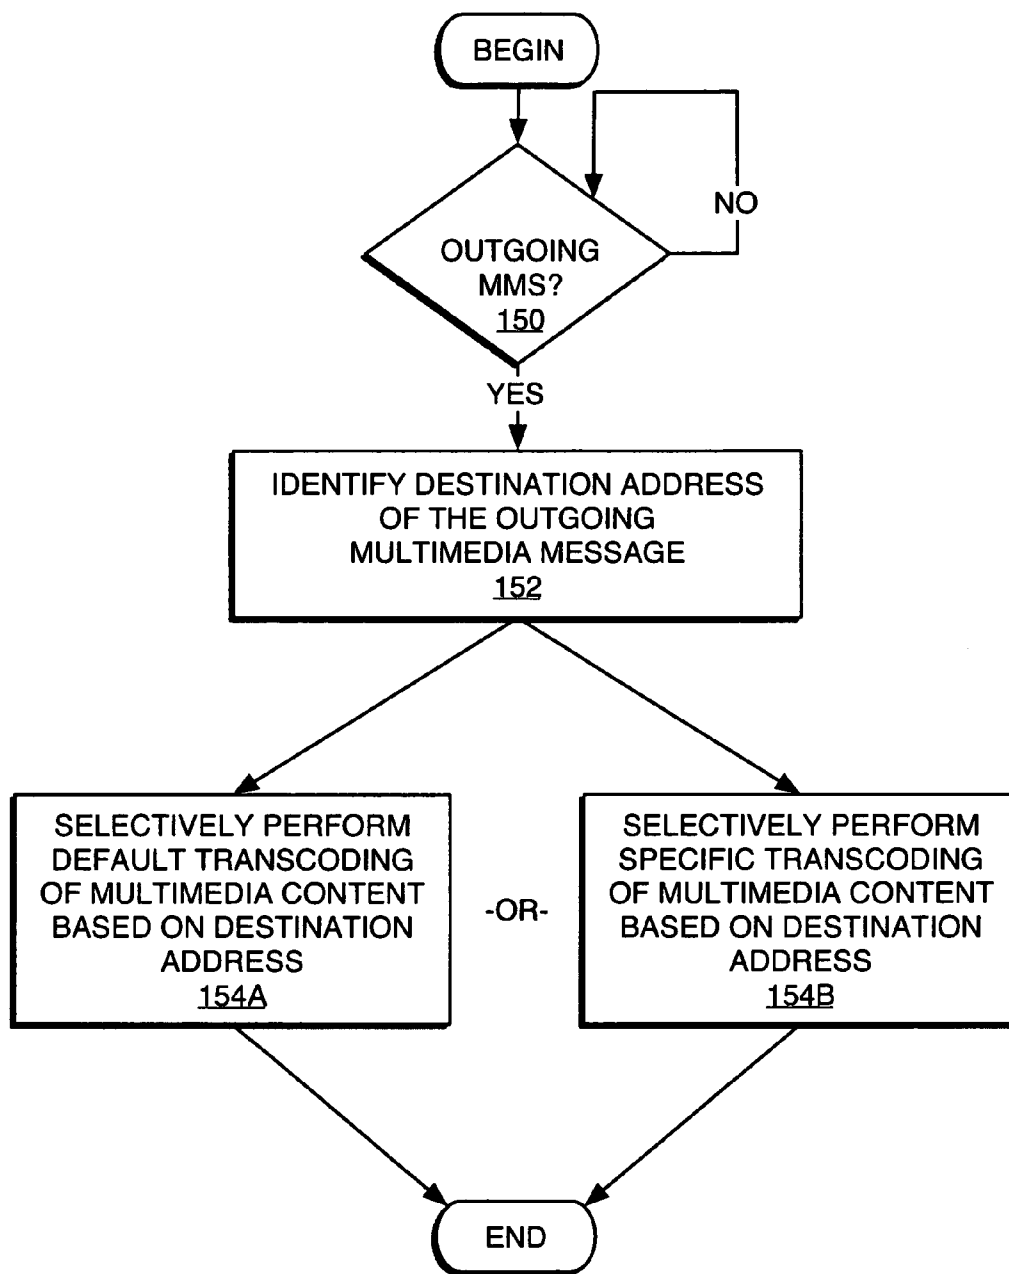 BEGIN
NO
OUTGOING
MMS?
150
YES
IDENTIFY DESTINATION ADDRESS
OF THE OUTGOING
MULTIMEDIA MESSAGE
152
SELECTIVELY PERFORM
DEFAULT TRANSCODING
OF MULTIMEDIA CONTENT
BASED ON DESTINATION
ADDRESS
154A
-OR-
SELECTIVELY PERFORM
SPECIFIC TRANSCODING
OF MULTIMEDIA CONTENT
BASED ON DESTINATION
ADDRESS
154B
END